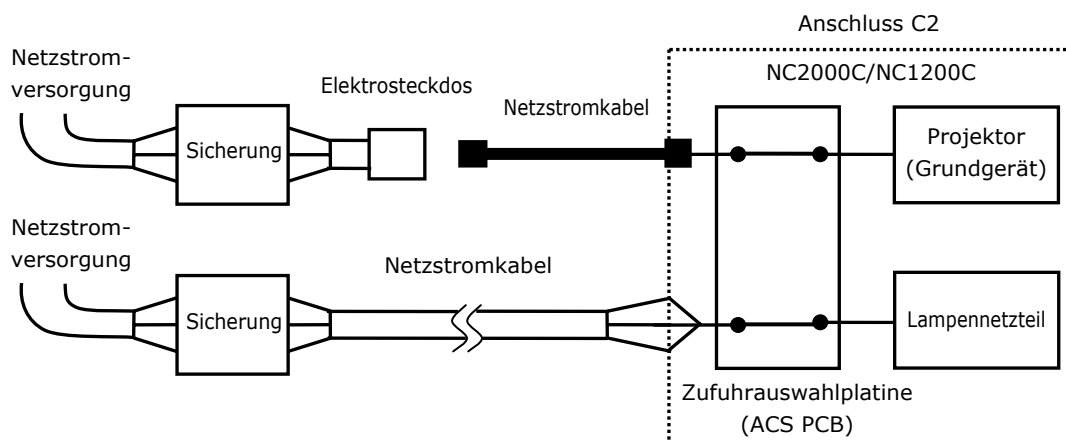 Anschluss C2
Netzstrom-
versorgung
Elektrosteckdos
NC2000C/NC1200C
Netzstromkabel
Sicherung
Projektor
(Grundgerät)
Netzstrom-
versorgung
Netzstromkabel
Sicherung
Lampennetzteil
Zufuhrauswahlplatine
(ACS PCB)